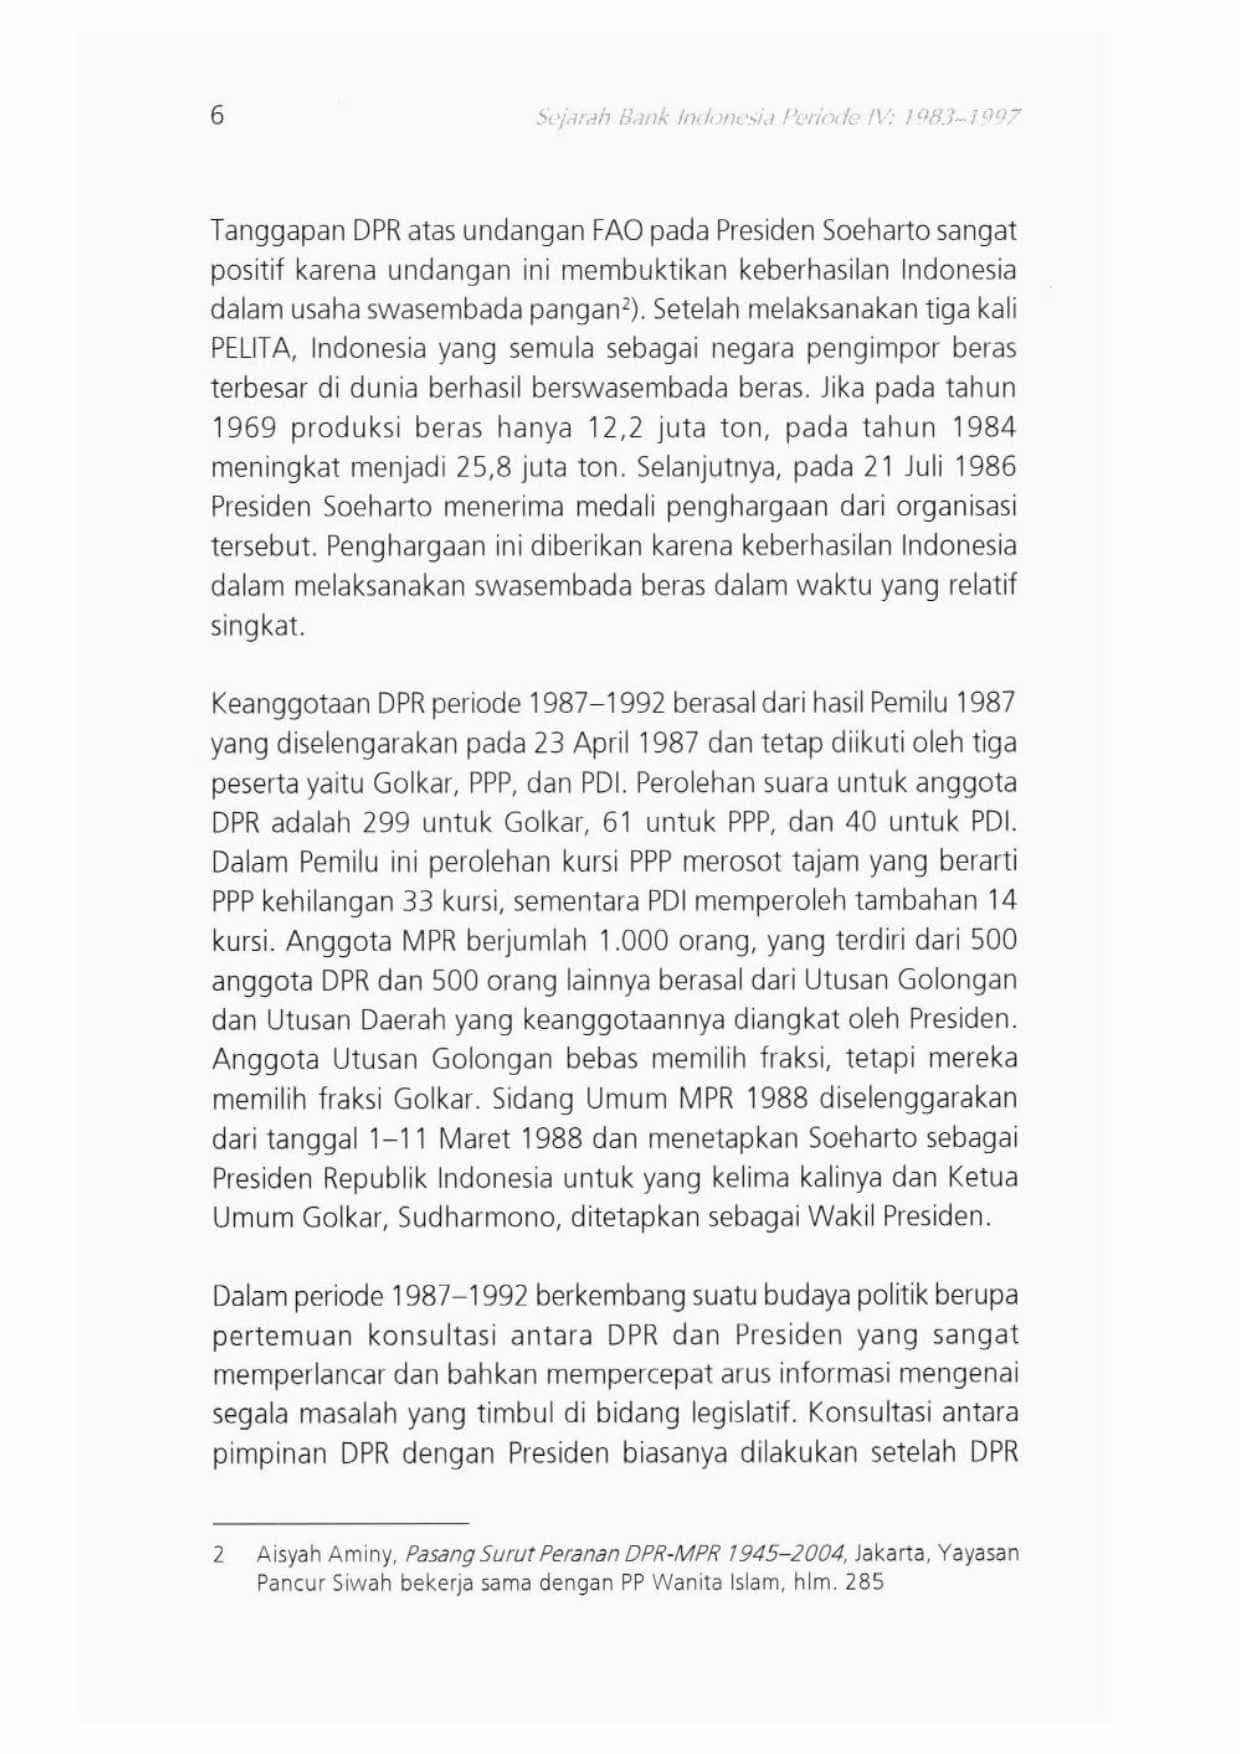 6
Sejarah Bank Indonesia Periode IV: 1983–1997
Tanggapan DPR atas undangan FAO pada Presiden Soeharto sangat
positif karena undangan ini membuktikan keberhasilan Indonesia
dalam usaha swasembada pangan²). Setelah melaksanakan tiga kali
PELITA, Indonesia yang semula sebagai negara pengimpor beras
terbesar di dunia berhasil berswasembada beras. Jika pada tahun
1969 produksi beras hanya 12,2 juta ton, pada tahun 1984
meningkat menjadi 25,8 juta ton. Selanjutnya, pada 21 Juli 1986
Presiden Soeharto menerima medali penghargaan dari organisasi
tersebut. Penghargaan ini diberikan karena keberhasilan Indonesia
dalam melaksanakan swasembada beras dalam waktu yang relatif
singkat.
Keanggotaan DPR periode 1987–1992 berasal dari hasil Pemilu 1987
yang diselengarakan pada 23 April 1987 dan tetap diikuti oleh tiga
peserta yaitu Golkar, PPP, dan PDI. Perolehan suara untuk anggota
DPR adalah 299 untuk Golkar, 61 untuk PPP, dan 40 untuk PDI.
Dalam Pemilu ini perolehan kursi PPP merosot tajam yang berarti
PPP kehilangan 33 kursi, sementara PDI memperoleh tambahan 14
kursi. Anggota MPR berjumlah 1.000 orang, yang terdiri dari 500
anggota DPR dan 500 orang lainnya berasal dari Utusan Golongan
dan Utusan Daerah yang keanggotaannya diangkat oleh Presiden.
Anggota Utusan Golongan bebas memilih fraksi, tetapi mereka
memilih fraksi Golkar. Sidang Umum MPR 1988 diselenggarakan
dari tanggal 1–11 Maret 1988 dan menetapkan Soeharto sebagai
Presiden Republik Indonesia untuk yang kelima kalinya dan Ketua
Umum Golkar, Sudharmono, ditetapkan sebagai Wakil Presiden.
Dalam periode 1987–1992 berkembang suatu budaya politik berupa
pertemuan konsultasi antara DPR dan Presiden yang sangat
memperlancar dan bahkan mempercepat arus informasi mengenai
segala masalah yang timbul di bidang legislatif. Konsultasi antara
pimpinan DPR dengan Presiden biasanya dilakukan setelah DPR
2 Aisyah Aminy, Pasang Surut Peranan DPR-MPR 1945–2004, Jakarta, Yayasan
Pancur Siwah bekerja sama dengan PP Wanita Islam, hlm. 285